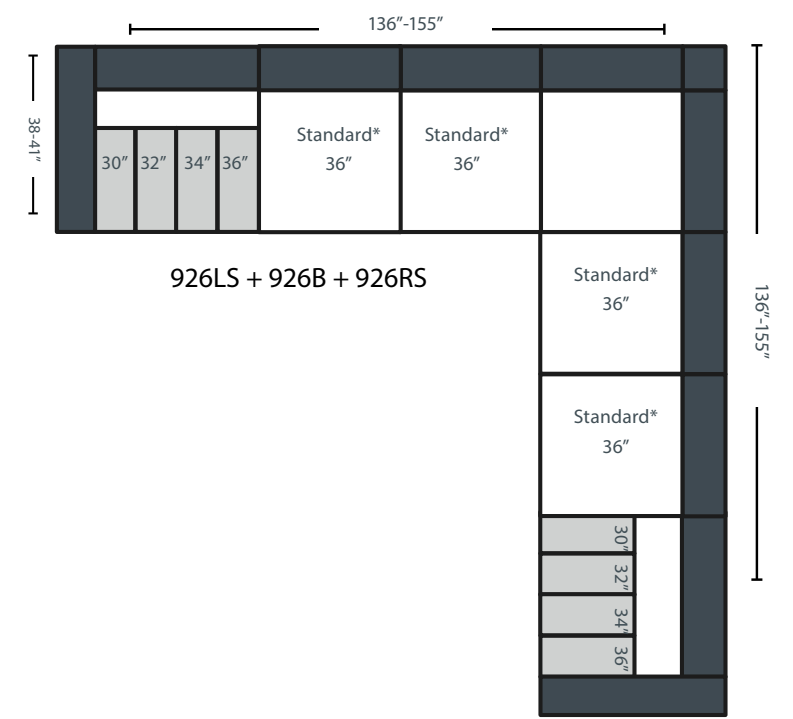 136”-155”
38-41”
30” 32” 34” 36”
Standard*
36”
Standard*
36”
926LS + 926B + 926RS
Standard*
36”
136”-155”
Standard*
36”
30”
32”
34”
36”